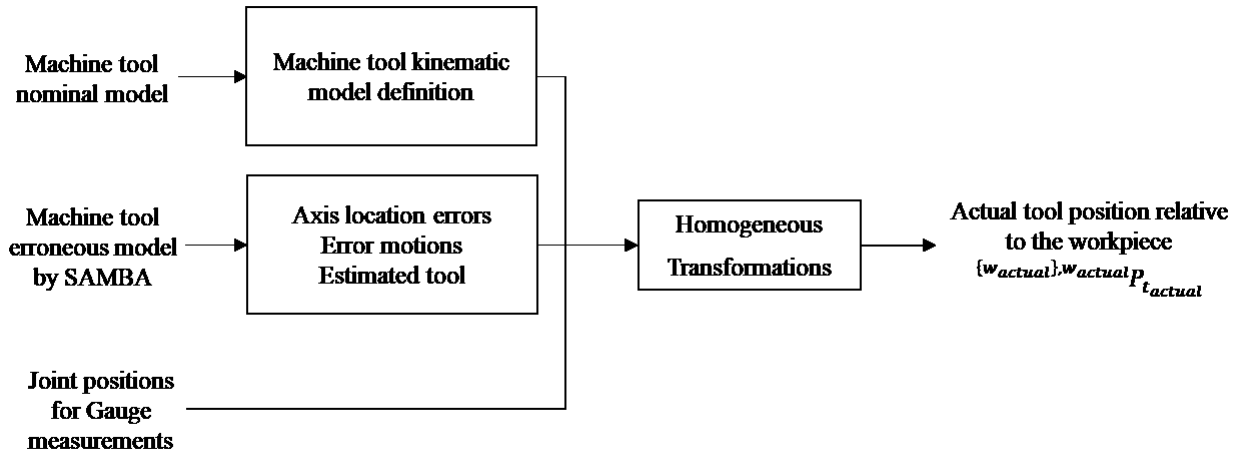 Machine tool
nominal model
Machine tool kinematic
model definition
Machine tool
erroneous model
by SAMBA
Axis location errors
Error motions
Estimated tool
Homogeneous
Transformations
Actual tool position relative
to the workpiece
{w_actual},w_actual P_t_actual
Joint positions
for Gauge
measurements